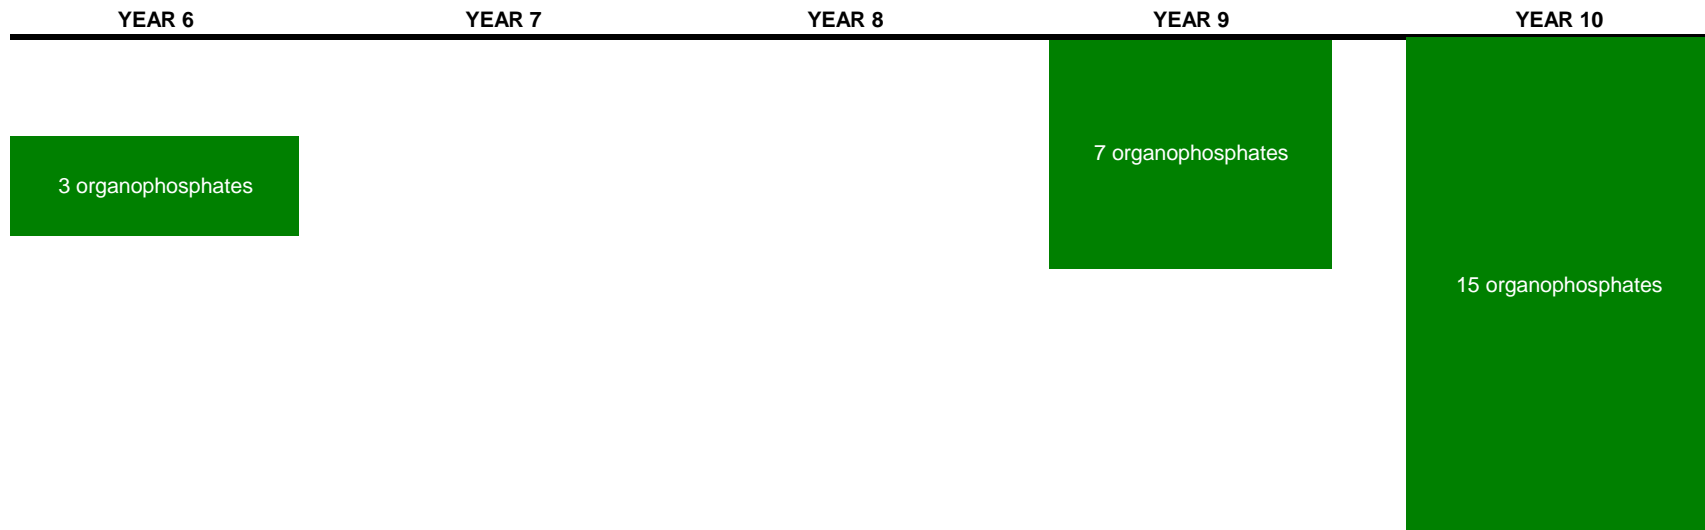 YEAR 6 YEAR 7 YEAR 8 YEAR 9 YEAR 10
7 organophosphates
3 organophosphates
15 organophosphates